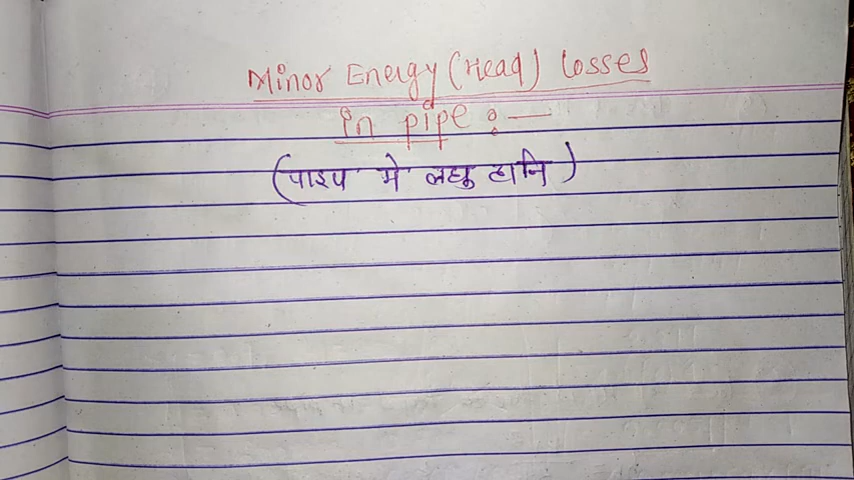 Minor Energy (Head) Losses
in pipe :—
(पाइप मे लघु हानि)